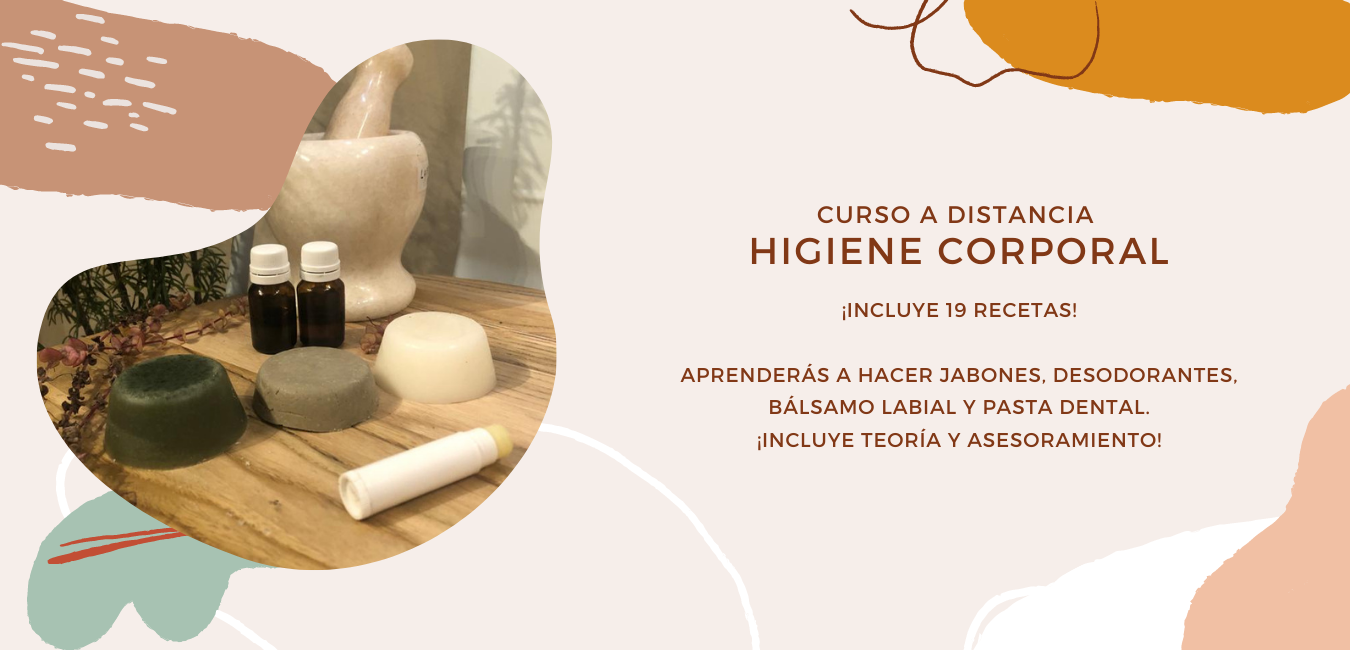 CURSO A DISTANCIA
HIGIENE CORPORAL
¡INCLUYE 19 RECETAS!
APRENDERÁS A HACER JABONES, DESODORANTES,
BÁLSAMO LABIAL Y PASTA DENTAL.
¡INCLUYE TEORÍA Y ASESORAMIENTO!